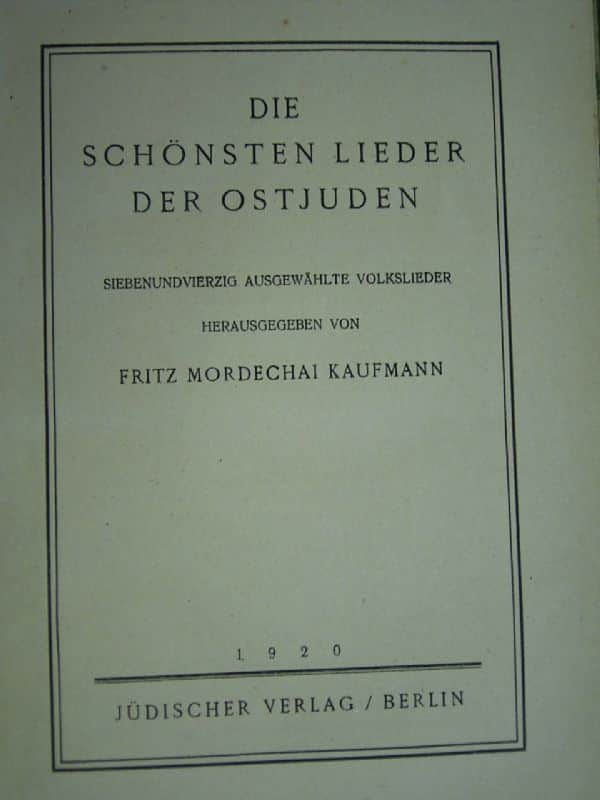 DIE
SCHÖNSTEN LIEDER
DER OSTJUDEN
SIEBENUNDVIERZIG AUSGEWÄHLTE VOLKSLIEDER
HERAUSGEGEBEN VON
FRITZ MORDECHAI KAUFMANN
1 9 2 0
JÜDISCHER VERLAG / BERLIN